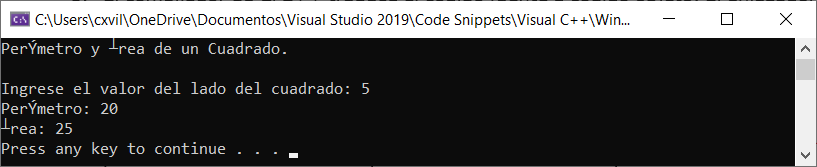 C:\Users\cxvil\OneDrive\Documentos\Visual Studio 2019\Code Snippets\Visual C++\Win...
PerÝmetro y ┴rea de un Cuadrado.
Ingrese el valor del lado del cuadrado: 5
PerÝmetro: 20
┴rea: 25
Press any key to continue . . .